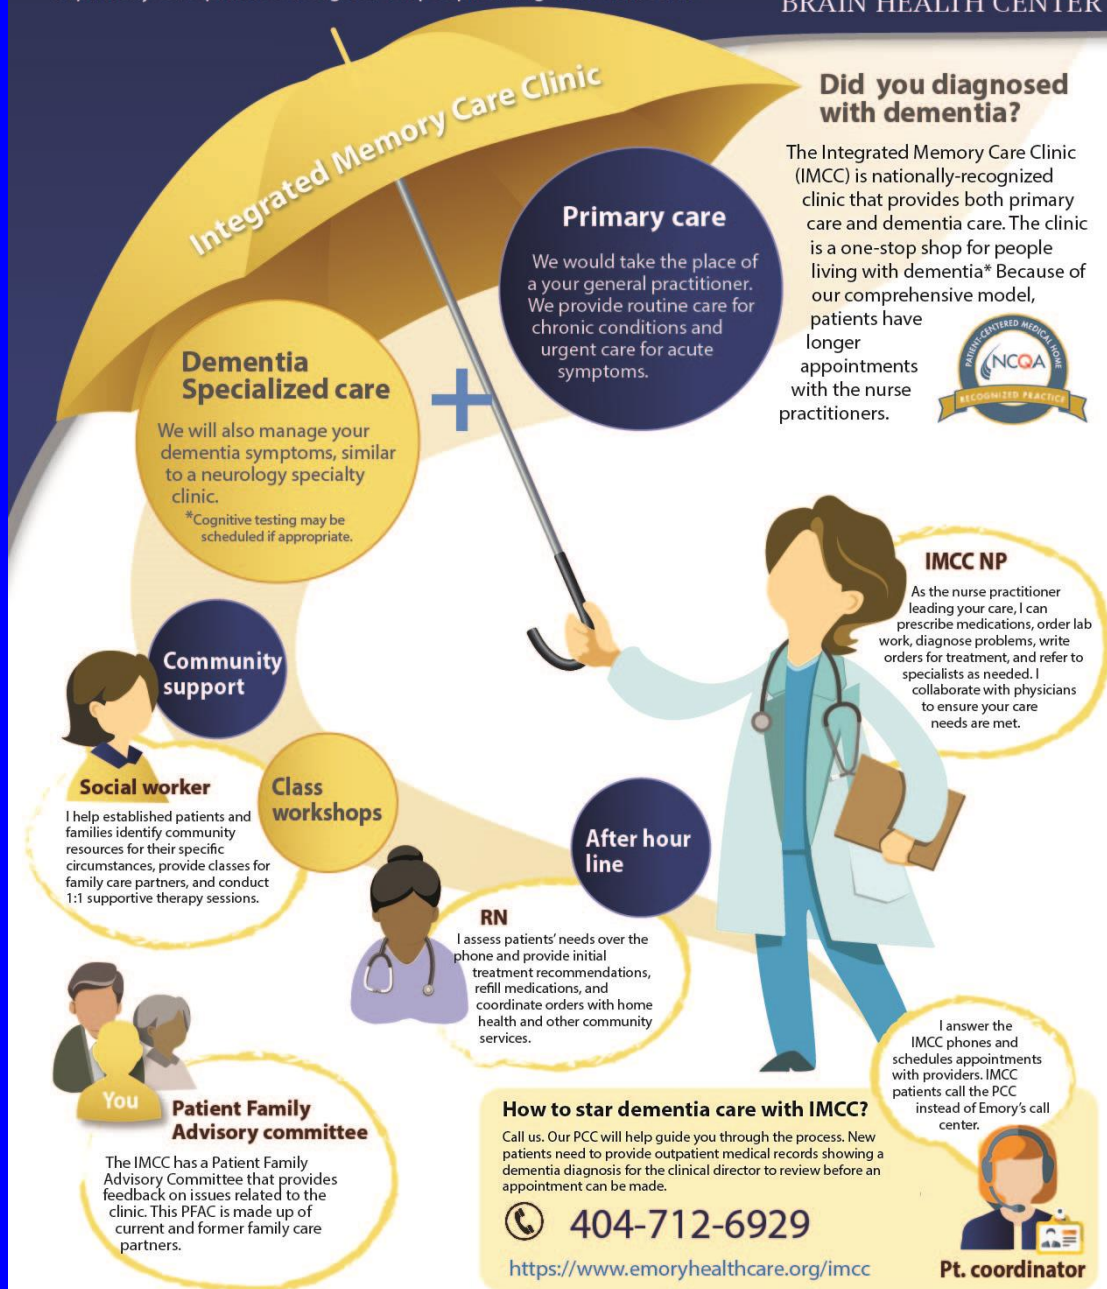 BRAIN HEALTH CENTER
Integrated Memory Care Clinic
Did you diagnosed
with dementia?
The Integrated Memory Care Clinic
(IMCC) is nationally-recognized
clinic that provides both primary
care and dementia care. The clinic
is a one-stop shop for people
living with dementia* Because of
our comprehensive model,
patients have
longer
appointments
with the nurse
practitioners.
PATIENT-CENTERED MEDICAL HOME
NCQA
RECOGNIZED PRACTICE
Primary care
We would take the place of
a your general practitioner.
We provide routine care for
chronic conditions and
urgent care for acute
symptoms.
Dementia
Specialized care
We will also manage your
dementia symptoms, similar
to a neurology specialty
clinic.
*Cognitive testing may be
scheduled if appropriate.
+
IMCC NP
As the nurse practitioner
leading your care, I can
prescribe medications, order lab
work, diagnose problems, write
orders for treatment, and refer to
specialists as needed. I
collaborate with physicians
to ensure your care
needs are met.
Community
support
Social worker
I help established patients and
families identify community
resources for their specific
circumstances, provide classes for
family care partners, and conduct
1:1 supportive therapy sessions.
Class
workshops
After hour
line
RN
I assess patients' needs over the
phone and provide initial
treatment recommendations,
refill medications, and
coordinate orders with home
health and other community
services.
You
Patient Family
Advisory committee
The IMCC has a Patient Family
Advisory Committee that provides
feedback on issues related to the
clinic. This PFAC is made up of
current and former family care
partners.
I answer the
IMCC phones and
schedules appointments
with providers. IMCC
patients call the PCC
instead of Emory's call
center.
How to star dementia care with IMCC?
Call us. Our PCC will help guide you through the process. New
patients need to provide outpatient medical records showing a
dementia diagnosis for the clinical director to review before an
appointment can be made.
404-712-6929
https://www.emoryhealthcare.org/imcc
Pt. coordinator